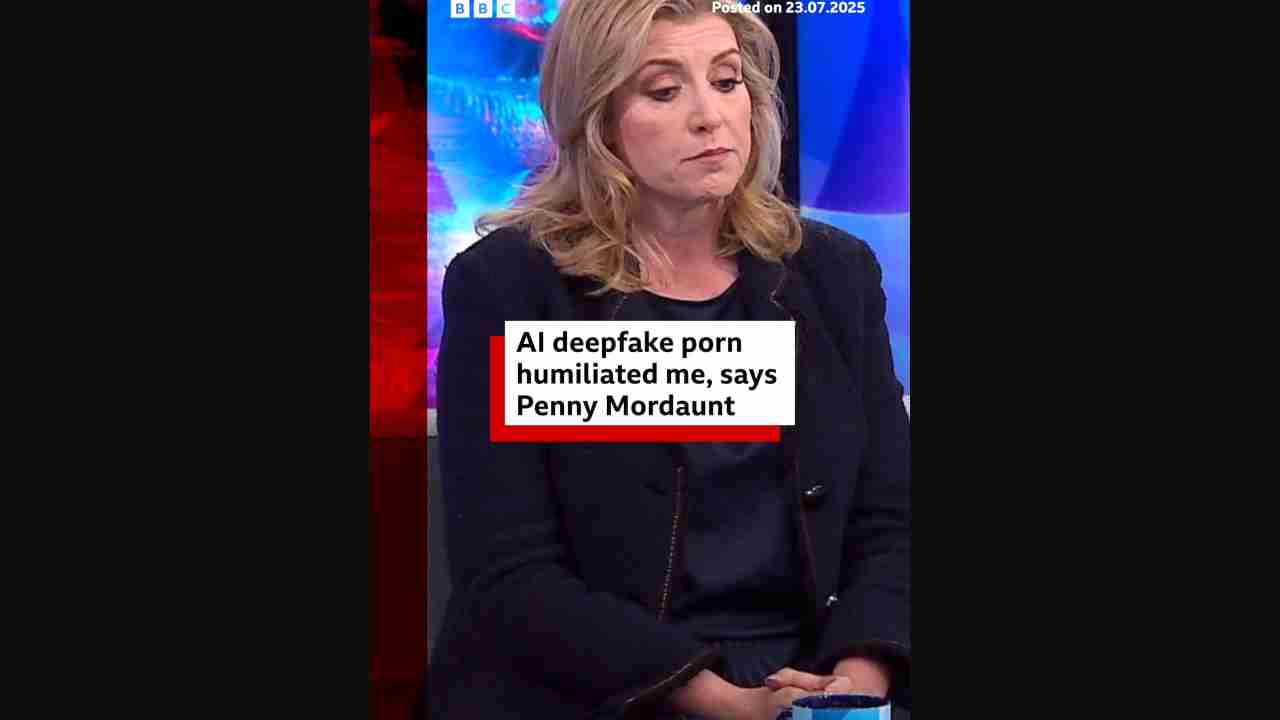 BBC
Posted on 23.07.2025
AI deepfake porn
humiliated me, says
Penny Mordaunt